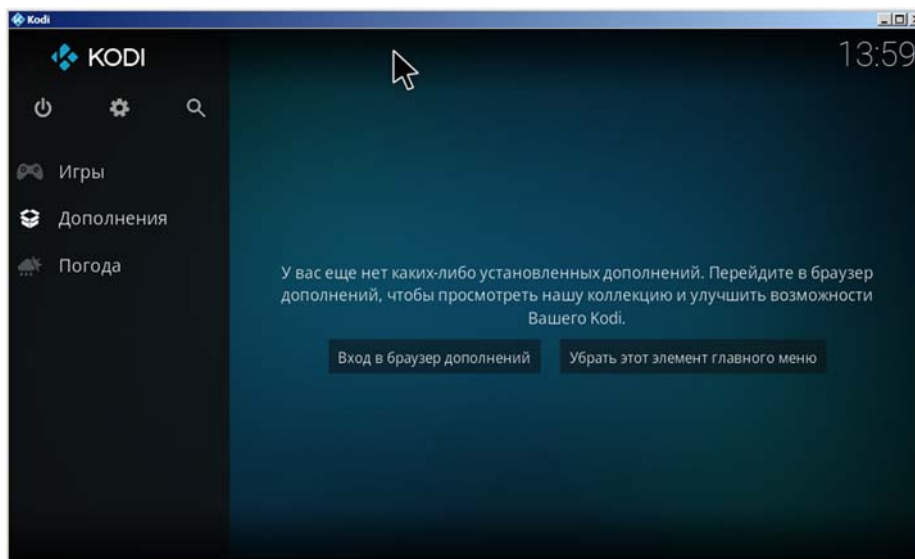 Kodi
KODI
13:59
Игры
Дополнения
Погода
У вас еще нет каких-либо установленных дополнений. Перейдите в браузер
дополнений, чтобы просмотреть нашу коллекцию и улучшить возможности
Вашего Kodi.
Вход в браузер дополнений
Убрать этот элемент главного меню